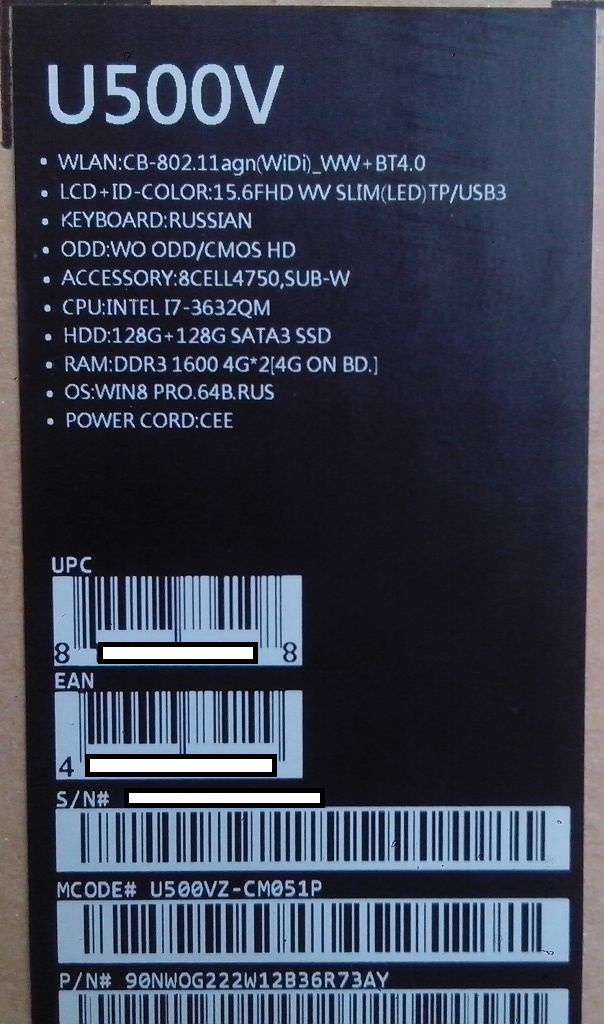 U500V
• WLAN:CB-802.11agn(WiDi)_WW+BT4.0
• LCD+ID-COLOR:15.6FHD WV SLIM(LED)TP/USB3
• KEYBOARD:RUSSIAN
• ODD:WO ODD/CMOS HD
• ACCESSORY:8CELL4750,SUB-W
• CPU:INTEL I7-3632QM
• HDD:128G+128G SATA3 SSD
• RAM:DDR3 1600 4G*2[4G ON BD.]
• OS:WIN8 PRO.64B.RUS
• POWER CORD:CEE
UPC
8 8
EAN
4
S/N#
MCODE# U500VZ-CM051P
P/N# 90NWOG222W12B36R73AY